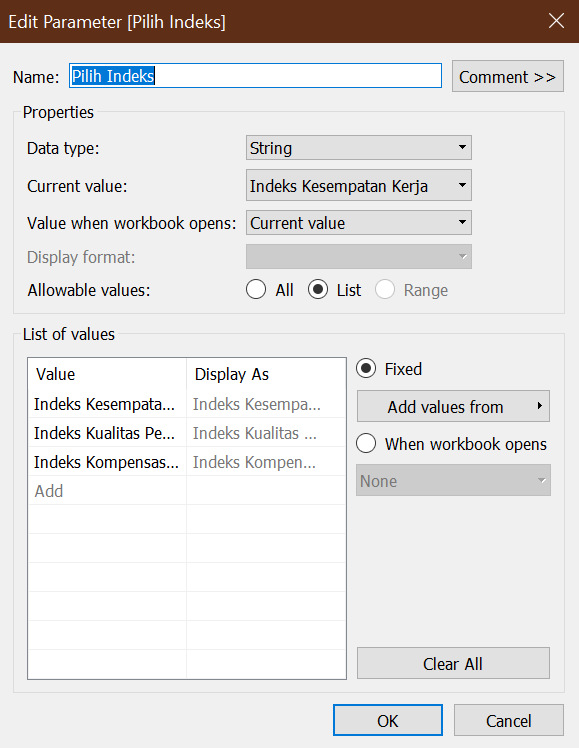 Edit Parameter [Pilih Indeks]
Name: Pilih Indeks Comment >>
Properties
Data type: String
Current value: Indeks Kesempatan Kerja
Value when workbook opens: Current value
Display format:
Allowable values: All List Range
List of values
Value Display As
Indeks Kesempata... Indeks Kesempa...
Indeks Kualitas Pe... Indeks Kualitas ...
Indeks Kompensas... Indeks Kompen...
Add
Fixed
Add values from
When workbook opens
None
Clear All
OK Cancel